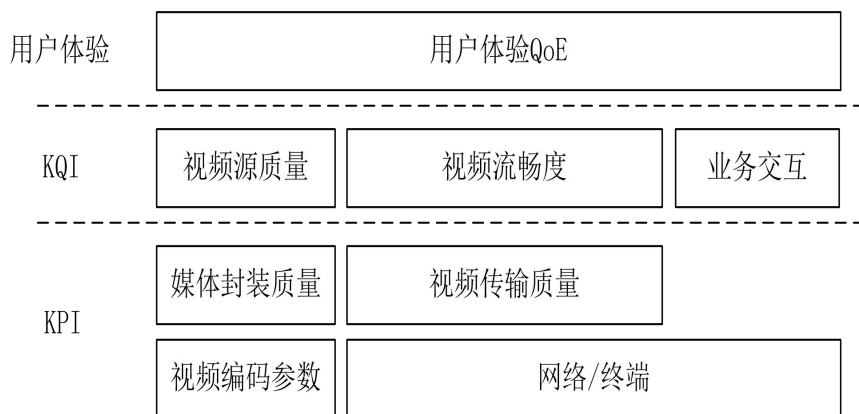 用户体验
用户体验QoE
KQI
视频源质量
视频流畅度
业务交互
KPI
媒体封装质量
视频传输质量
视频编码参数
网络/终端